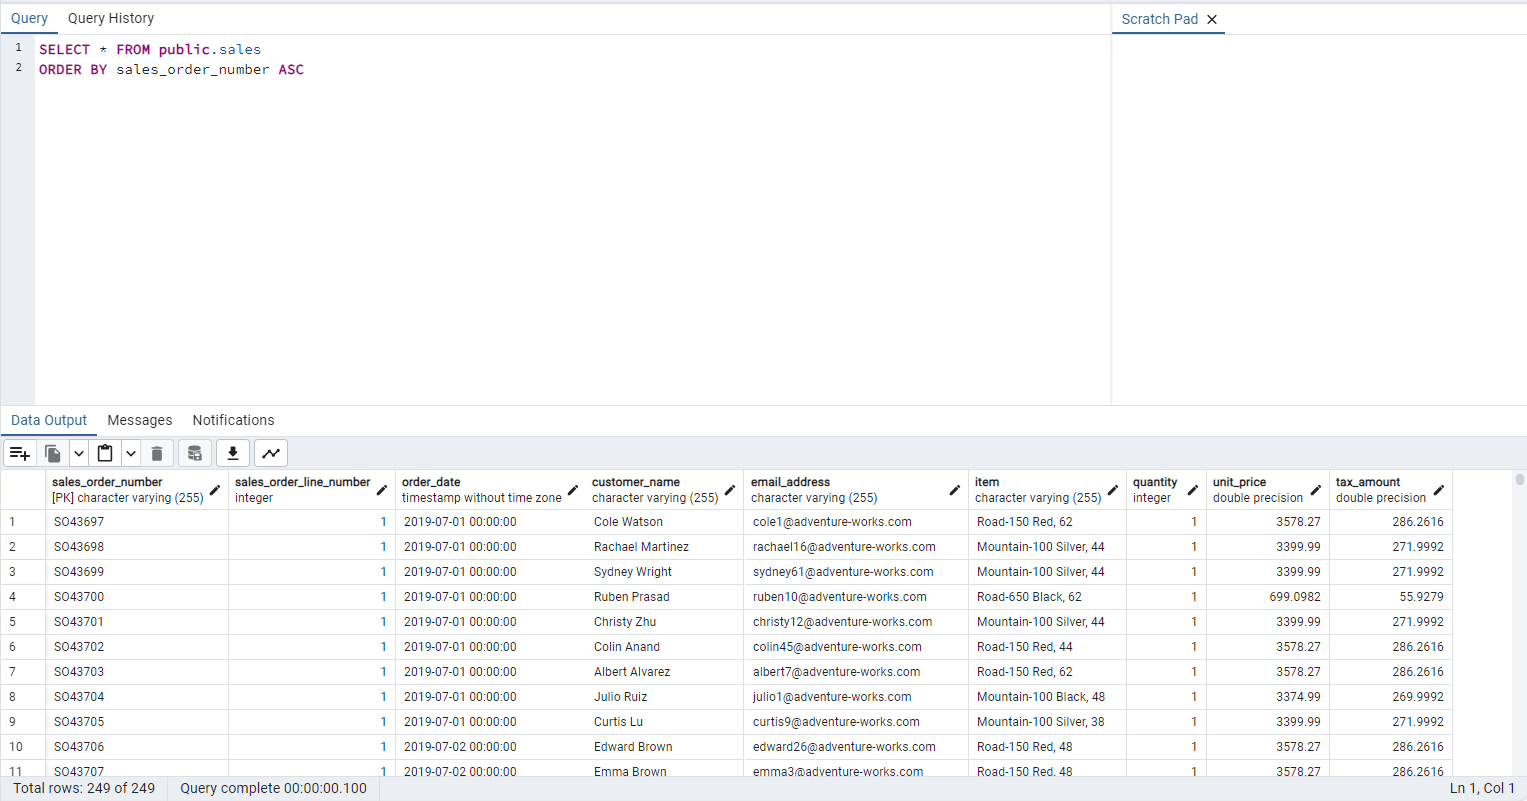 Query Query History Scratch Pad
1 SELECT * FROM public.sales
2 ORDER BY sales_order_number ASC
Data Output Messages Notifications
sales_order_number sales_order_line_number order_date customer_name email_address item quantity unit_price tax_amount
[PK] character varying (255) integer timestamp without time zone character varying (255) character varying (255) character varying (255) integer double precision double precision
1 SO43697 1 2019-07-01 00:00:00 Cole Watson cole1@adventure-works.com Road-150 Red, 62 1 3578.27 286.2616
2 SO43698 1 2019-07-01 00:00:00 Rachael Martinez rachael16@adventure-works.com Mountain-100 Silver, 44 1 3399.99 271.9992
3 SO43699 1 2019-07-01 00:00:00 Sydney Wright sydney61@adventure-works.com Mountain-100 Silver, 44 1 3399.99 271.9992
4 SO43700 1 2019-07-01 00:00:00 Ruben Prasad ruben10@adventure-works.com Road-650 Black, 62 1 699.0982 55.9279
5 SO43701 1 2019-07-01 00:00:00 Christy Zhu christy12@adventure-works.com Mountain-100 Silver, 44 1 3399.99 271.9992
6 SO43702 1 2019-07-01 00:00:00 Colin Anand colin45@adventure-works.com Road-150 Red, 44 1 3578.27 286.2616
7 SO43703 1 2019-07-01 00:00:00 Albert Alvarez albert7@adventure-works.com Road-150 Red, 62 1 3578.27 286.2616
8 SO43704 1 2019-07-01 00:00:00 Julio Ruiz julio1@adventure-works.com Mountain-100 Black, 48 1 3374.99 269.9992
9 SO43705 1 2019-07-01 00:00:00 Curtis Lu curtis9@adventure-works.com Mountain-100 Silver, 38 1 3399.99 271.9992
10 SO43706 1 2019-07-02 00:00:00 Edward Brown edward26@adventure-works.com Road-150 Red, 48 1 3578.27 286.2616
11 SO43707 1 2019-07-02 00:00:00 Emma Brown emma3@adventure-works.com Road-150 Red, 48 1 3578.27 286.2616
Total rows: 249 of 249 Query complete 00:00:00.100 Ln 1, Col 1